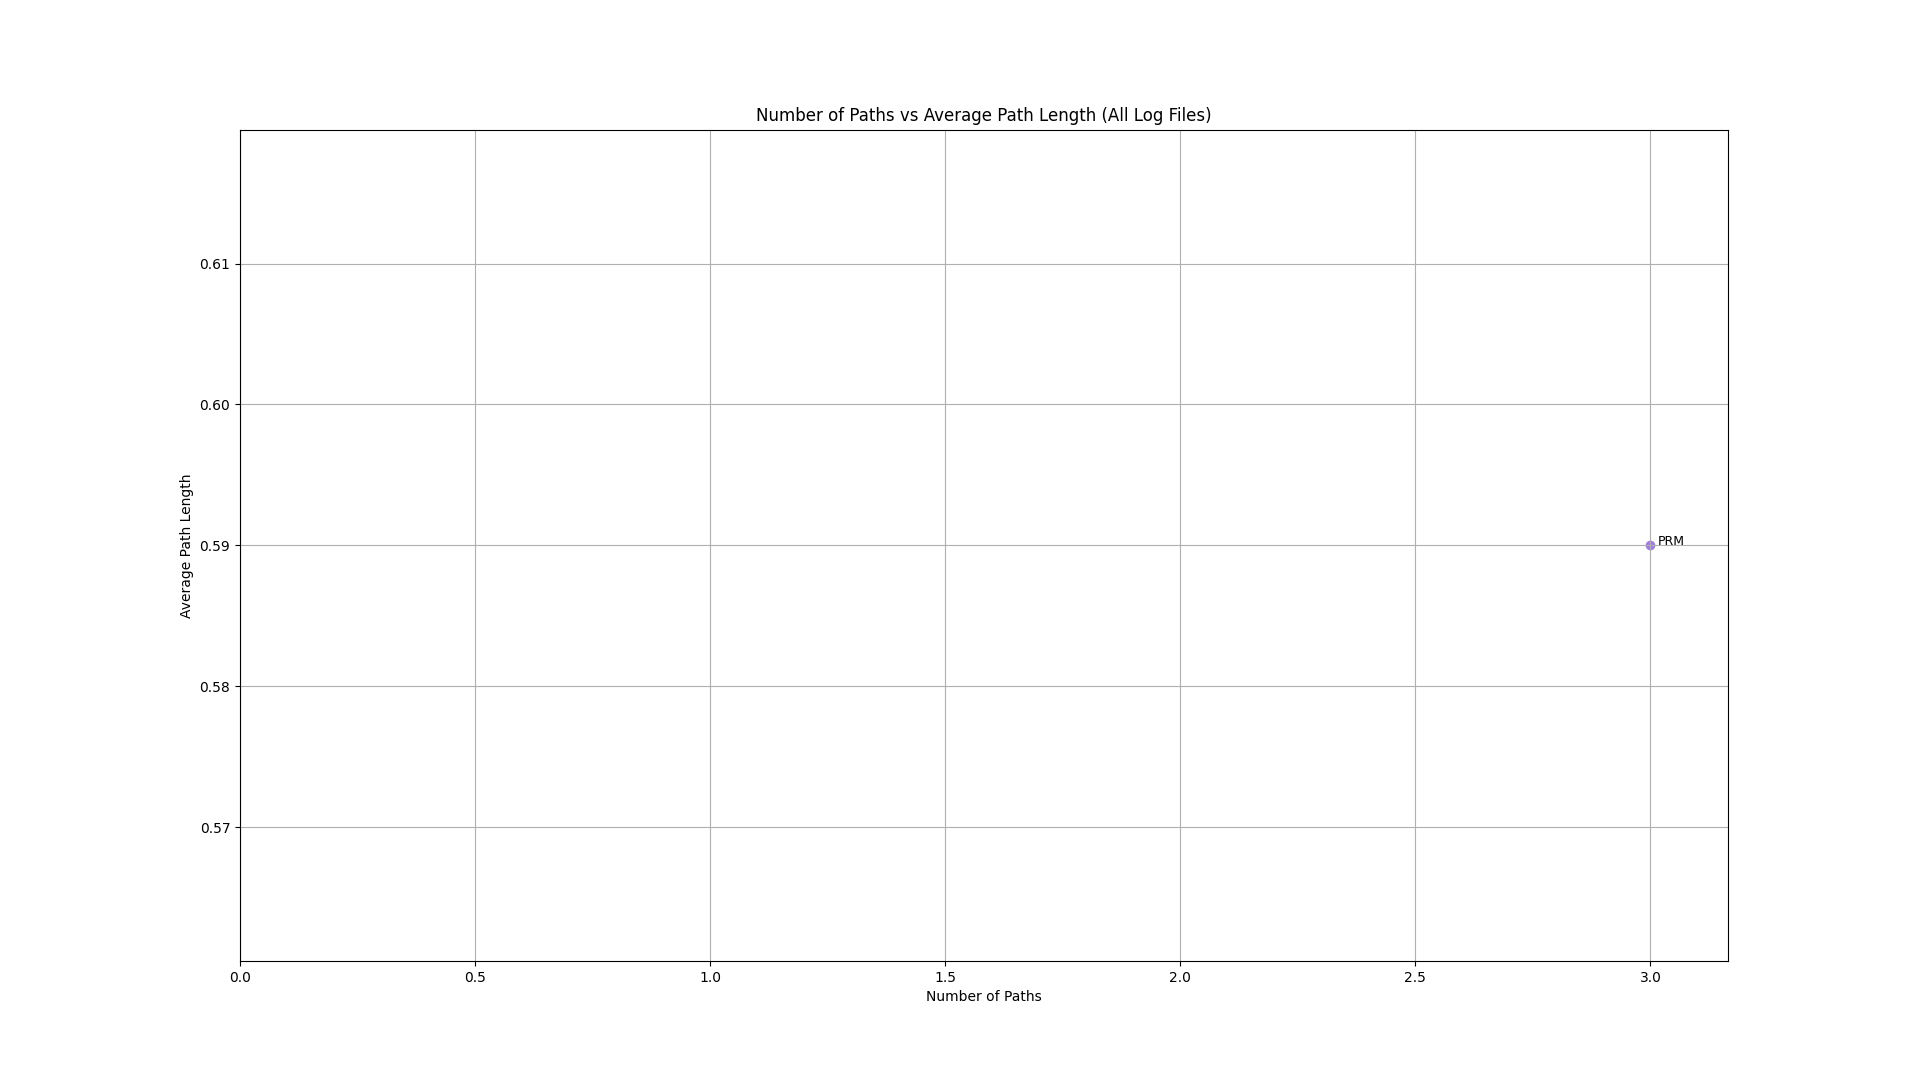 Number of Paths vs Average Path Length (All Log Files)
0.61
0.60
0.59
0.58
0.57
Average Path Length
PRM
0.0 0.5 1.0 1.5 2.0 2.5 3.0
Number of Paths